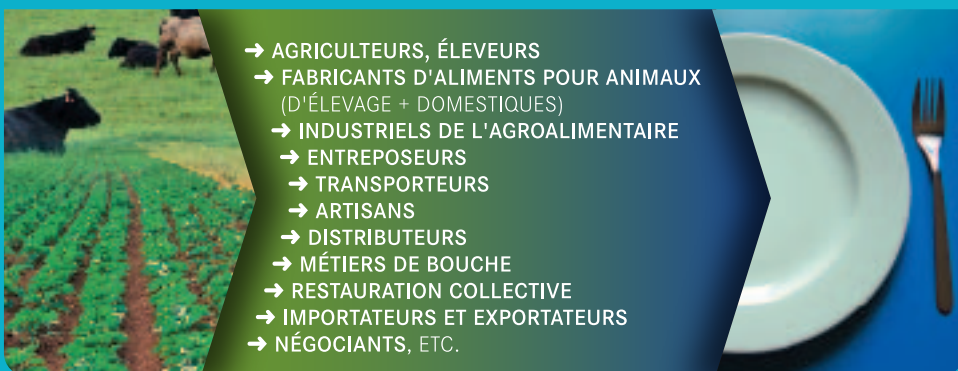 ➜ AGRICULTEURS, ÉLEVEURS
➜ FABRICANTS D'ALIMENTS POUR ANIMAUX
(D'ÉLEVAGE + DOMESTIQUES)
➜ INDUSTRIELS DE L'AGROALIMENTAIRE
➜ ENTREPOSEURS
➜ TRANSPORTEURS
➜ ARTISANS
➜ DISTRIBUTEURS
➜ MÉTIERS DE BOUCHE
➜ RESTAURATION COLLECTIVE
➜ IMPORTATEURS ET EXPORTATEURS
➜ NÉGOCIANTS, ETC.